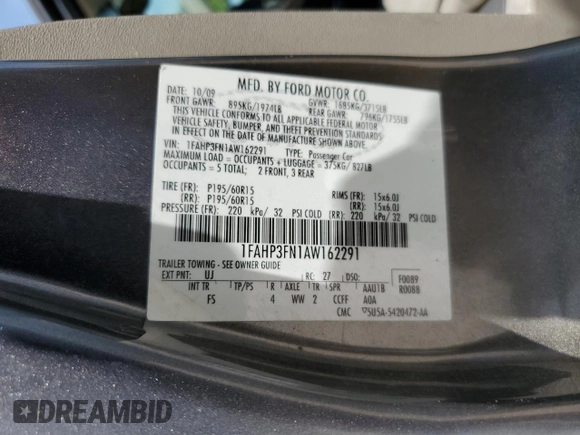 MFD. BY FORD MOTOR CO.
DATE: 10/09 GVWR: 1685KG/3715LB
FRONT GAWR: 895KG/1974LB REAR GAWR: 796KG/1755LB
THIS VEHICLE CONFORMS TO ALL APPLICABLE FEDERAL MOTOR
VEHICLE SAFETY, BUMPER, AND THEFT PREVENTION STANDARDS
IN EFFECT ON THE DATE OF MANUFACTURE SHOWN ABOVE.
VIN: 1FAHP3FN1AW162291 TYPE: Passenger Car
MAXIMUM LOAD = OCCUPANTS + LUGGAGE = 375KG/ 827LB
OCCUPANTS = 5 TOTAL; 2 FRONT, 3 REAR
TIRE (FR): P195/60R15 RIMS (FR): 15x6.0J
(RR): P195/60R15 (RR): 15x6.0J
PRESSURE (FR): 220 kPa/ 32 PSI COLD (RR): 220 kPa/ 32 PSI COLD
1FAHP3FN1AW162291
TRAILER TOWING - SEE OWNER GUIDE
EXT PNT: UJ RC: 27 DSO: F0089
INT TR TP/PS R AXLE TR SPR AAU1B R0088
FS 4 WW 2 CCFF A0A
CMC 5U5A-5420472-AA
DREAMBID